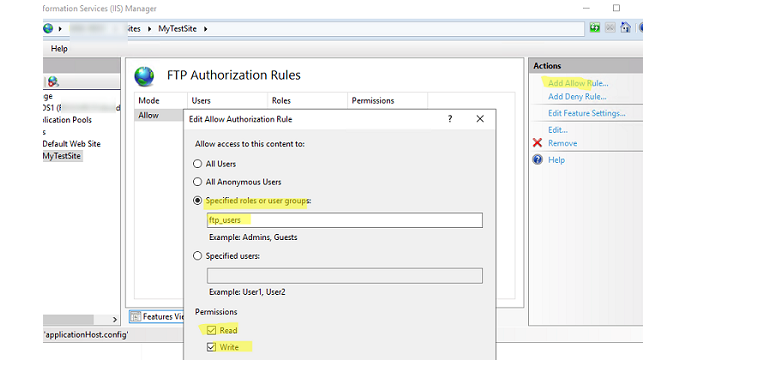 formation Services (IIS) Manager
ites ▸ MyTestSite ▸
Help
FTP Authorization Rules
Mode Users Roles Permissions
Allow
Edit Allow Authorization Rule ? ✕
Allow access to this content to:
All Users
All Anonymous Users
Specified roles or user groups:
ftp_users
Example: Admins, Guests
Specified users:
Example: User1, User2
Permissions
Read
Write
Actions
Add Allow Rule...
Add Deny Rule...
Edit Feature Settings...
Edit...
Remove
Help
ge
OS1 (
d
lication Pools
s
Default Web Site
MyTestSite
Features Vie
'applicationHost.config'